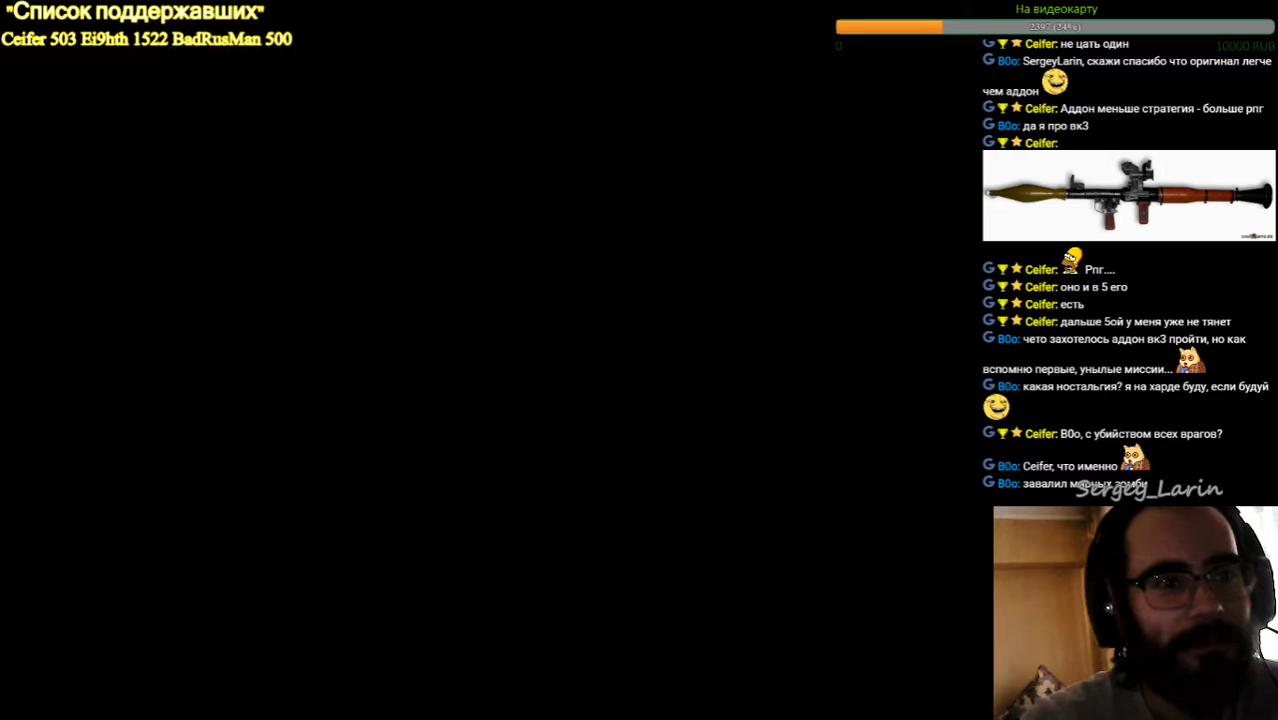 "Список поддержавших"
Ceifer 503 Ei9hth 1522 BadRusMan 500
На видеокарту
2397 (24%)
0
10000 RUB
Ceifer: не цать один
B0o: SergeyLarin, скажи спасибо что оригинал легче
чем аддон
Ceifer: Аддон меньше стратегия - больше рпг
B0o: да я про вк3
Ceifer:
Ceifer: Рпг....
Ceifer: оно и в 5 его
Ceifer: есть
Ceifer: дальше 5ой у меня уже не тянет
B0o: чето захотелось аддон вк3 пройти, но как
вспомню первые, унылые миссии...
B0o: какая ностальгия? я на харде буду, если будуй
Ceifer: B0o, с убийством всех врагов?
B0o: Ceifer, что именно
B0o: завалил мирных зомби
Sergey_Larin